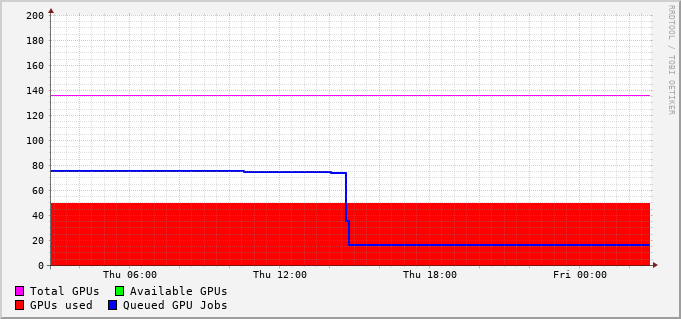 200
180
160
140
120
100
80
60
40
20
0
Thu 06:00 Thu 12:00 Thu 18:00 Fri 00:00
Total GPUs Available GPUs
GPUs used Queued GPU Jobs
RRDTOOL / TOBI OETIKER